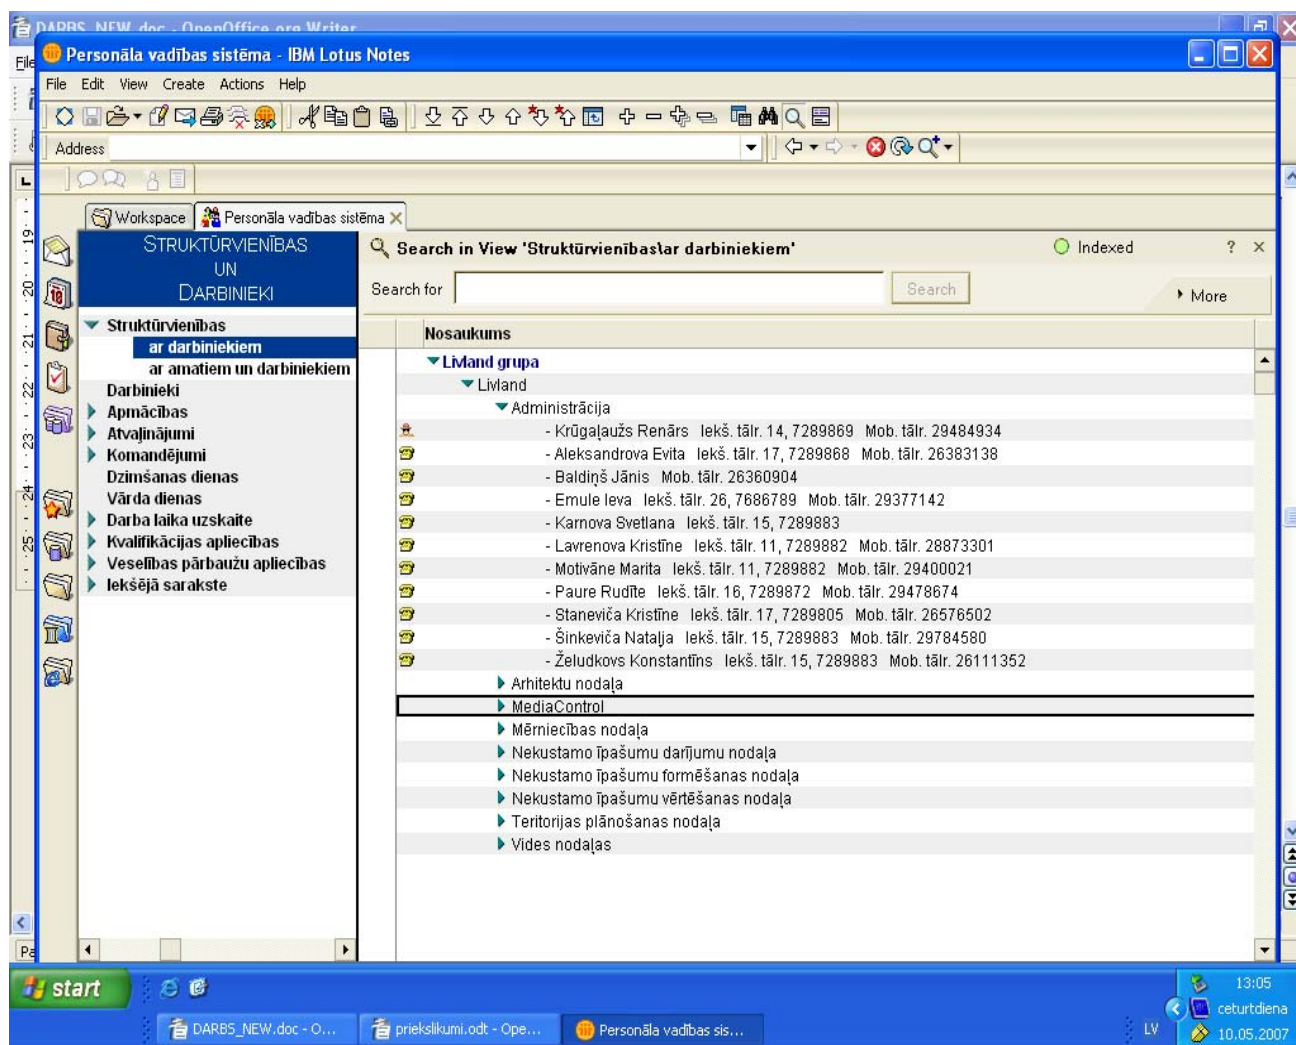 DARBS_NEW.doc - OpenOffice.org Writer
Personāla vadības sistēma - IBM Lotus Notes
File Edit View Create Actions Help
Address
Workspace Personāla vadības sistēma
STRUKTŪRVIENĪBAS
UN
DARBINIEKI
Search in View 'Struktūrvienības\ar darbiniekiem' Indexed ?
Search for Search More
Struktūrvienības
ar darbiniekiem
ar amatiem un darbiniekiem
Darbinieki
Apmācības
Atvaļinājumi
Komandējumi
Dzimšanas dienas
Vārda dienas
Darba laika uzskaite
Kvalifikācijas apliecības
Veselības pārbaužu apliecības
Iekšējā sarakste
Nosaukums
Livland grupa
Livland
Administrācija
- Krūgaļaužs Renārs Iekš. tālr. 14, 7289869 Mob. tālr. 29484934
- Aleksandrova Evita Iekš. tālr. 17, 7289868 Mob. tālr. 26383138
- Baldiņš Jānis Mob. tālr. 26360904
- Emule Ieva Iekš. tālr. 26, 7686789 Mob. tālr. 29377142
- Karnova Svetlana Iekš. tālr. 15, 7289883
- Lavrenova Kristīne Iekš. tālr. 11, 7289882 Mob. tālr. 28873301
- Motivāne Marita Iekš. tālr. 11, 7289882 Mob. tālr. 29400021
- Paure Rudīte Iekš. tālr. 16, 7289872 Mob. tālr. 29478674
- Staneviča Kristīne Iekš. tālr. 17, 7289805 Mob. tālr. 26576502
- Šinkeviča Nataļja Iekš. tālr. 15, 7289883 Mob. tālr. 29784580
- Želudkovs Konstantīns Iekš. tālr. 15, 7289883 Mob. tālr. 26111352
Arhitektu nodaļa
MediaControl
Mērniecības nodaļa
Nekustamo īpašumu darījumu nodaļa
Nekustamo īpašumu formēšanas nodaļa
Nekustamo īpašumu vērtēšanas nodaļa
Teritorijas plānošanas nodaļa
Vides nodaļas
19 20 21 22 23 24 25
start
DARBS_NEW.doc - O... priekslikumi.odt - Ope... Personāla vadības sis... LV
13:05
ceturtdiena
10.05.2007